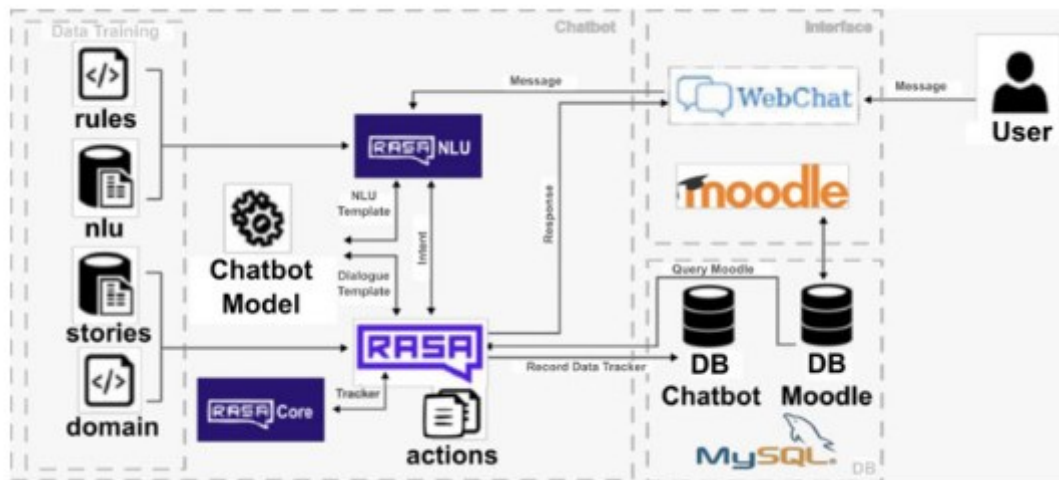 Data Training
Chatbot
Interface
rules
nlu
stories
domain
Message
RASA NLU
NLU
Template
Chatbot
Model
Dialogue
Template
Intent
Response
RASA
RASA Core
Tracker
actions
WebChat
Message
User
moodle
Query Moodle
Record Data Tracker
DB
Chatbot
DB
Moodle
MySQL
DB